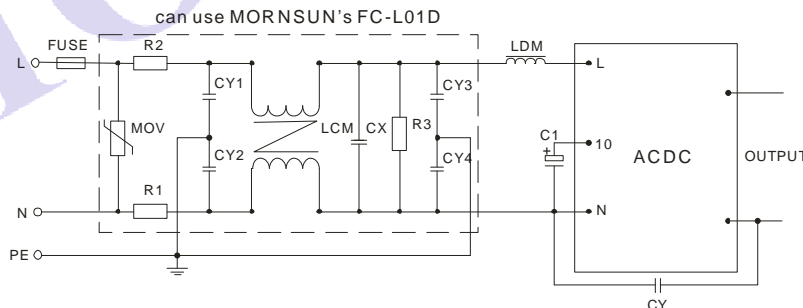 can use MORNSUN's FC-L01D
FUSE
R2
LDM
L
L
CY1
CY3
MOV
LCM
CX
R3
C1
+
10
ACDC
OUTPUT
CY2
CY4
R1
N
N
PE
CY